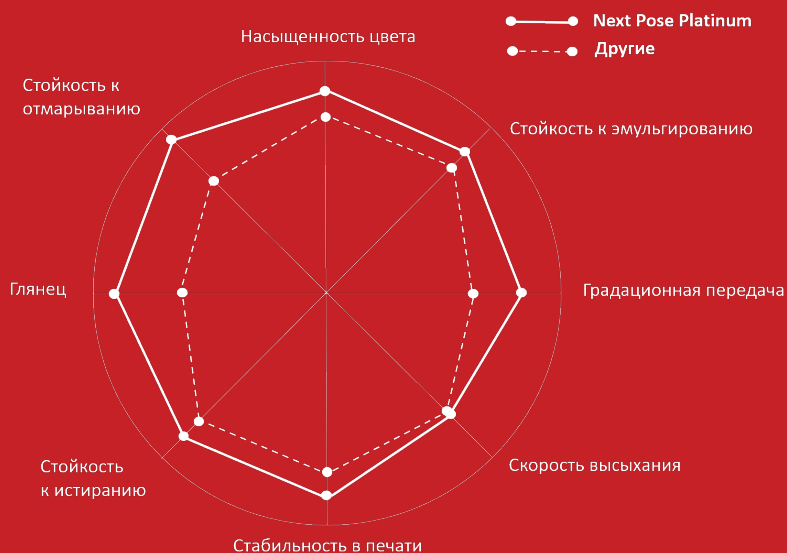 Next Pose Platinum
Другие
Насыщенность цвета
Стойкость к
отмарыванию
Стойкость к эмульгированию
Глянец
Градационная передача
Стойкость
к истиранию
Скорость высыхания
Стабильность в печати